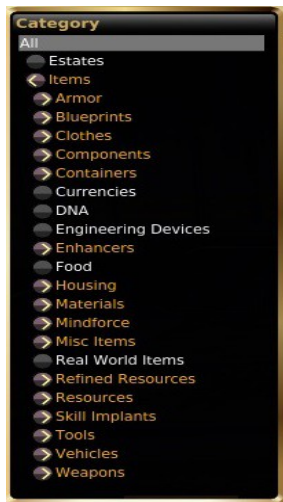 Category
All
Estates
Items
Armor
Blueprints
Clothes
Components
Containers
Currencies
DNA
Engineering Devices
Enhancers
Food
Housing
Materials
Mindforce
Misc Items
Real World Items
Refined Resources
Resources
Skill Implants
Tools
Vehicles
Weapons